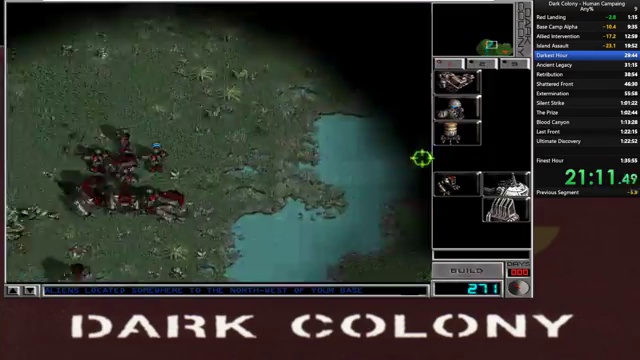 Dark Colony - Human Campaing
Any% 9
Red Landing -2.8 1:15
Base Camp Alpha -10.4 9:35
Allied Intervention -17.2 12:59
Island Assault -23.1 19:52
Darkest Hour 29:44
Ancient Legacy 31:15
Retribution 38:54
Shattered Front 46:30
Extermination 55:58
Silent Strike 1:01:22
The Prize 1:02:44
Blood Canyon 1:13:28
Last Front 1:22:15
Ultimate Discovery 1:22:52
Finest Hour 1:35:55
21:11.49
Previous Segment -5.9
DARK COLONY
BUILD
DAYS
000
271
ALIENS LOCATED SOMEWHERE TO THE NORTH-WEST OF YOUR BASE
DARK COLONY